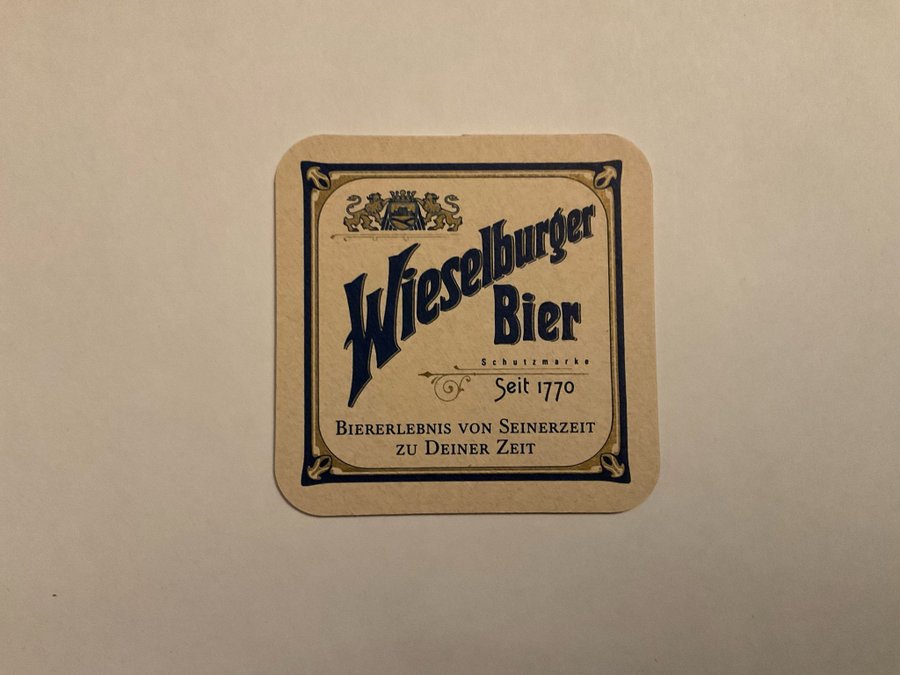 Wieselburger
Bier
Schutzmarke
Seit 1770
BIERERLEBNIS VON SEINERZEIT
ZU DEINER ZEIT